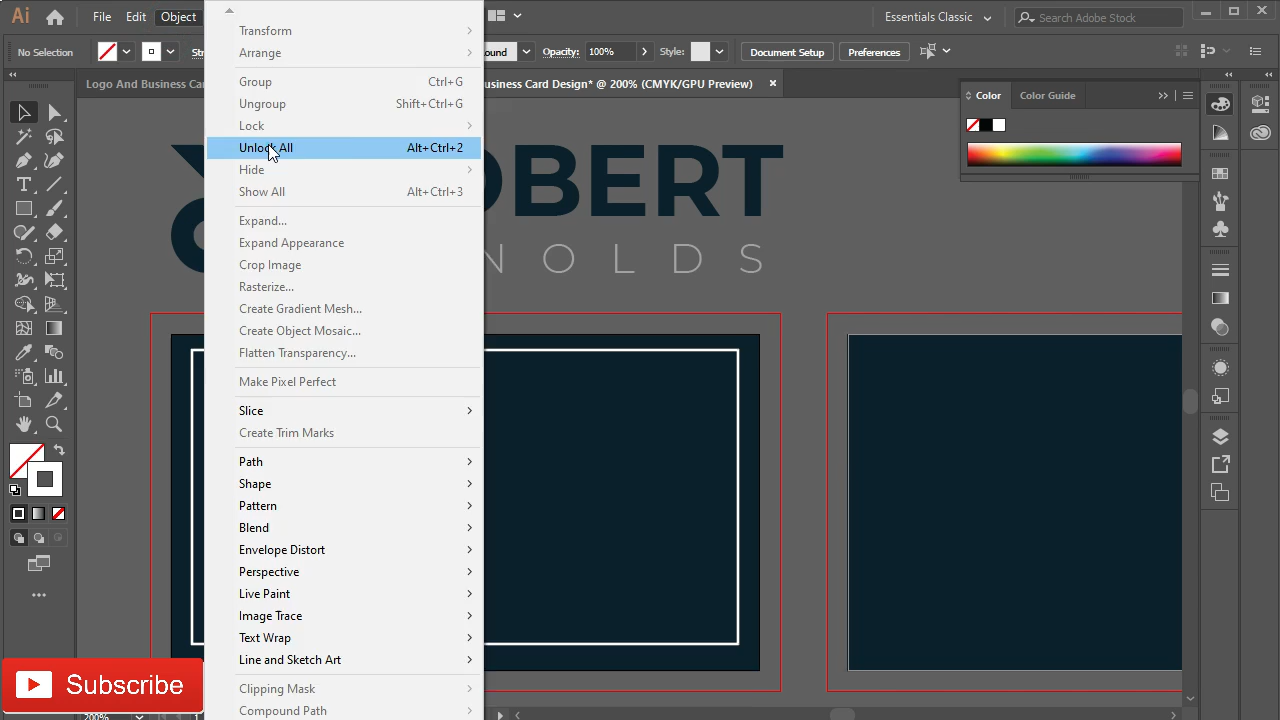 Ai
File Edit Object
Essentials Classic
Search Adobe Stock
No Selection
ound
Opacity: 100%
Style:
Document Setup
Preferences
Logo And Business Ca
usiness Card Design* @ 200% (CMYK/GPU Preview)
Color
Color Guide
Transform
Arrange
Group Ctrl+G
Ungroup Shift+Ctrl+G
Lock
Unlock All Alt+Ctrl+2
Hide
Show All Alt+Ctrl+3
Expand...
Expand Appearance
Crop Image
Rasterize...
Create Gradient Mesh...
Create Object Mosaic...
Flatten Transparency...
Make Pixel Perfect
Slice
Create Trim Marks
Path
Shape
Pattern
Blend
Envelope Distort
Perspective
Live Paint
Image Trace
Text Wrap
Line and Sketch Art
Clipping Mask
Compound Path
OBERT
NOLDS
Subscribe
200%